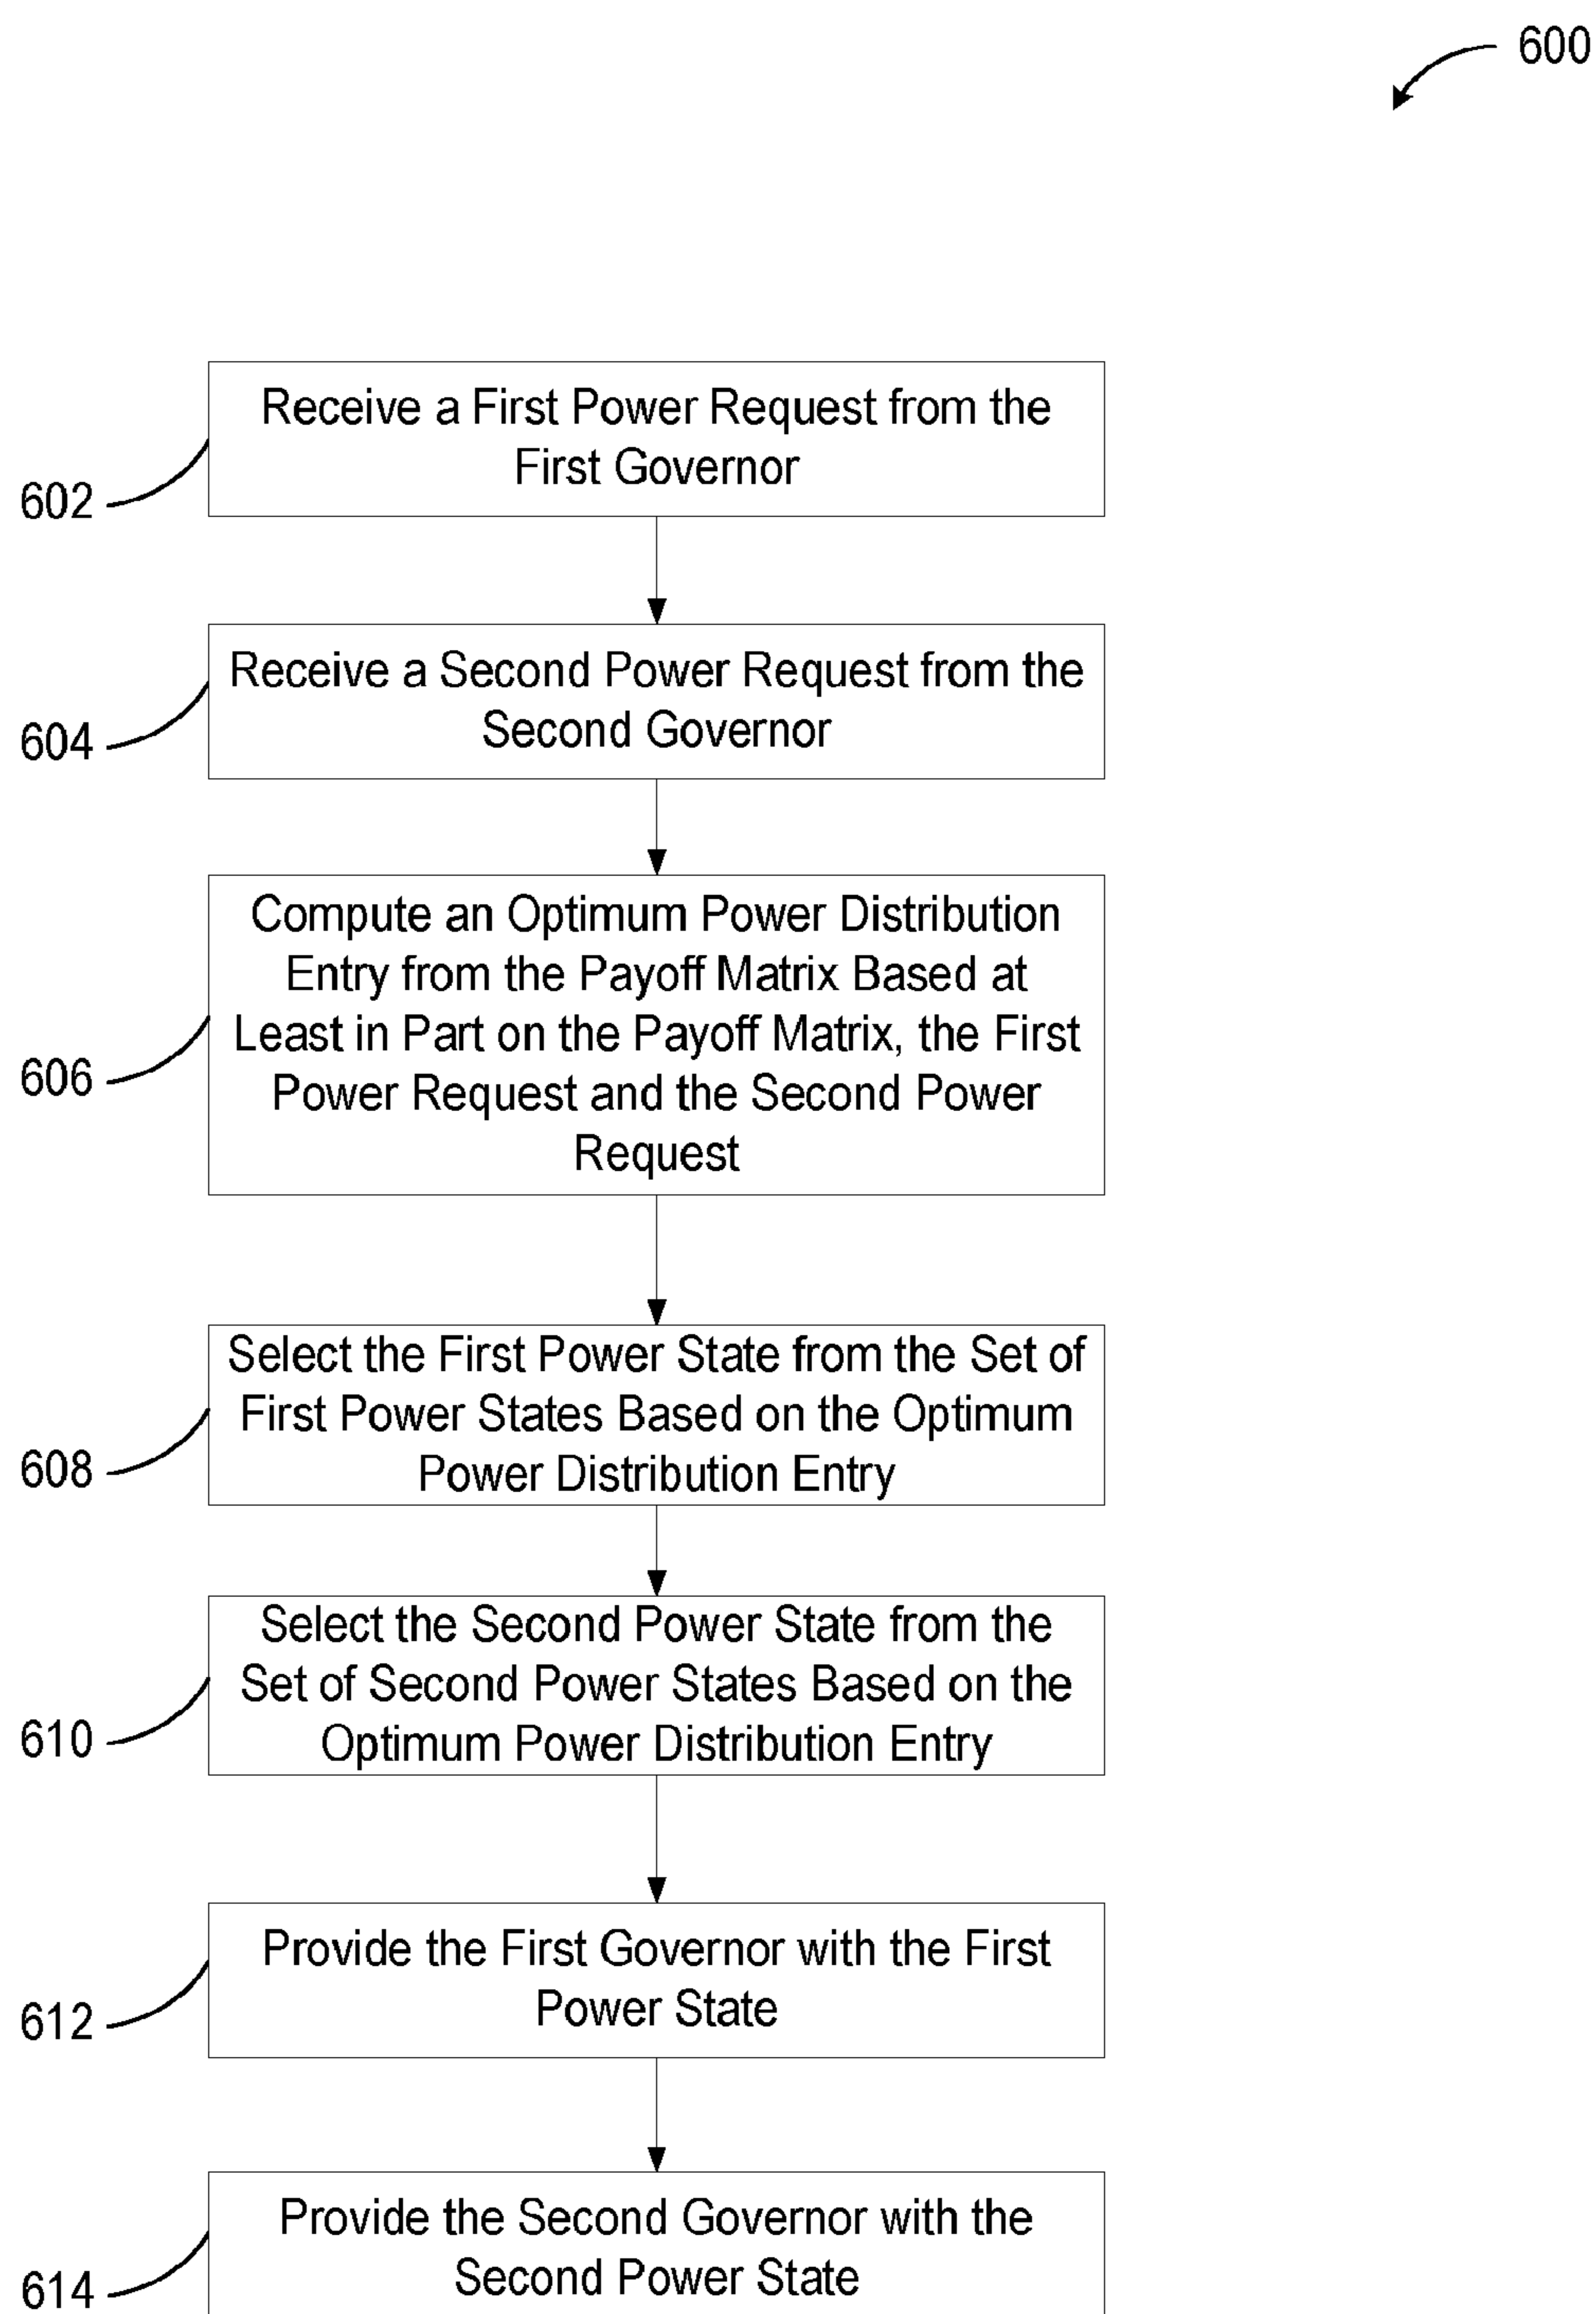 600
Receive a First Power Request from the
First Governor
602
Receive a Second Power Request from the
Second Governor
604
Compute an Optimum Power Distribution
Entry from the Payoff Matrix Based at
Least in Part on the Payoff Matrix, the First
Power Request and the Second Power
Request
606
Select the First Power State from the Set of
First Power States Based on the Optimum
Power Distribution Entry
608
Select the Second Power State from the
Set of Second Power States Based on the
Optimum Power Distribution Entry
610
Provide the First Governor with the First
Power State
612
Provide the Second Governor with the
Second Power State
614